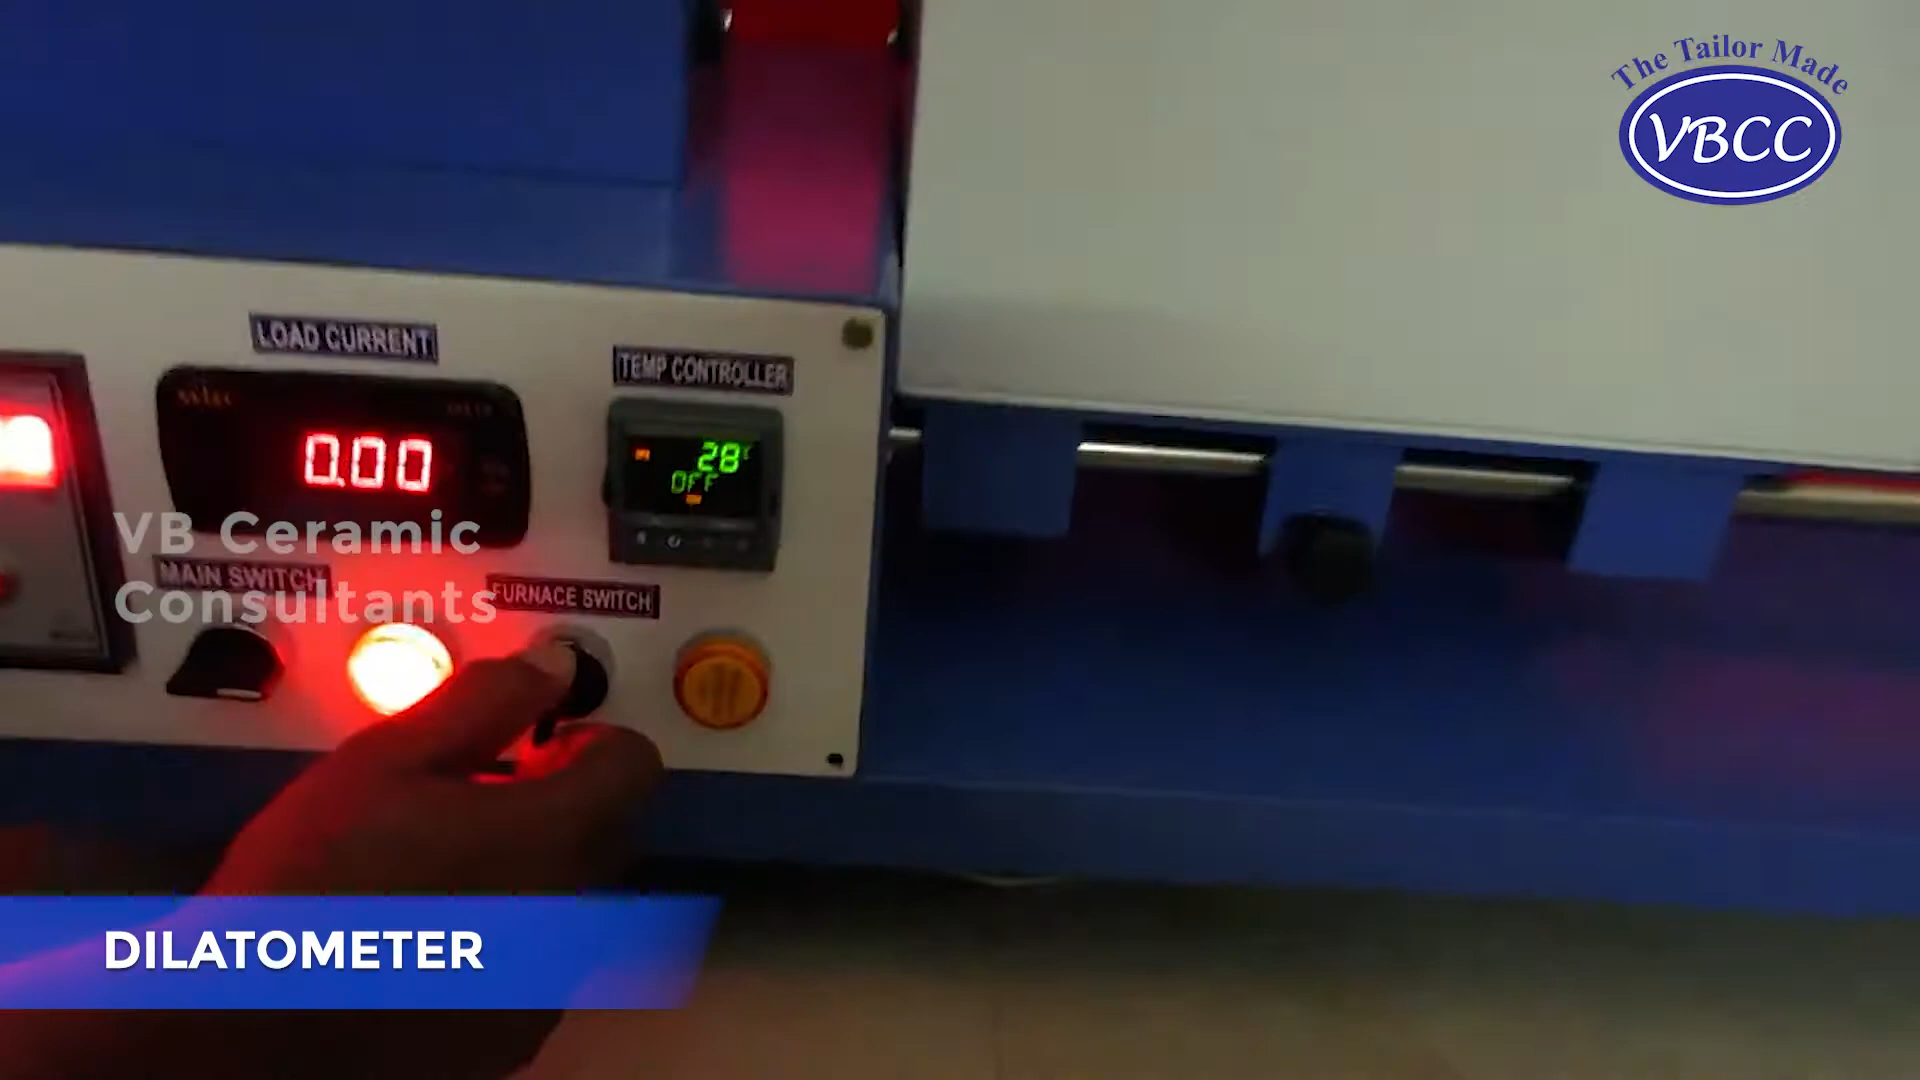 The Tailor Made
VBCC
LOAD CURRENT
TEMP CONTROLLER
0.00
28
OFF
VB Ceramic
Consultants
MAIN SWITCH
FURNACE SWITCH
DILATOMETER